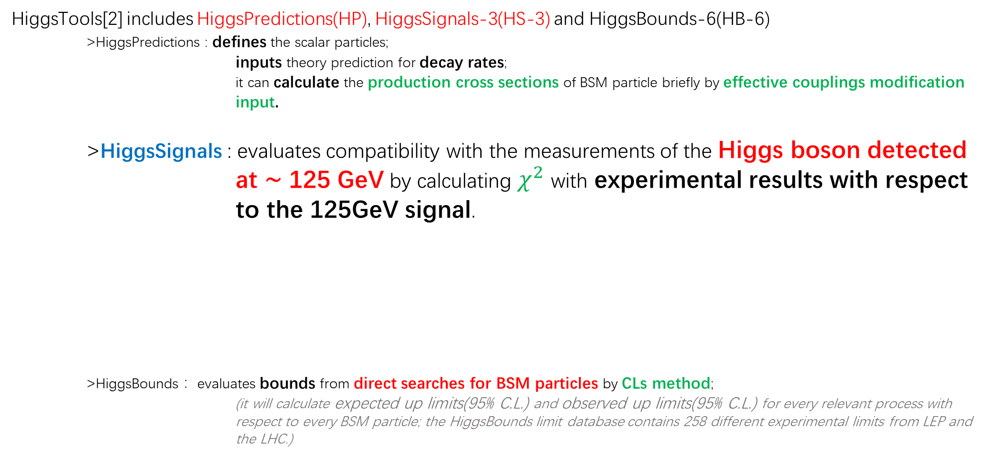 HiggsTools[2] includes HiggsPredictions(HP), HiggsSignals-3(HS-3) and HiggsBounds-6(HB-6)
>HiggsPredictions : defines the scalar particles;
inputs theory prediction for decay rates;
it can calculate the production cross sections of BSM particle briefly by effective couplings modification
input.
>HiggsSignals : evaluates compatibility with the measurements of the Higgs boson detected
at ~ 125 GeV by calculating χ² with experimental results with respect
to the 125GeV signal.
>HiggsBounds： evaluates bounds from direct searches for BSM particles by CLs method;
(it will calculate expected up limits(95% C.L.) and observed up limits(95% C.L.) for every relevant process with
respect to every BSM particle; the HiggsBounds limit database contains 258 different experimental limits from LEP and
the LHC.)